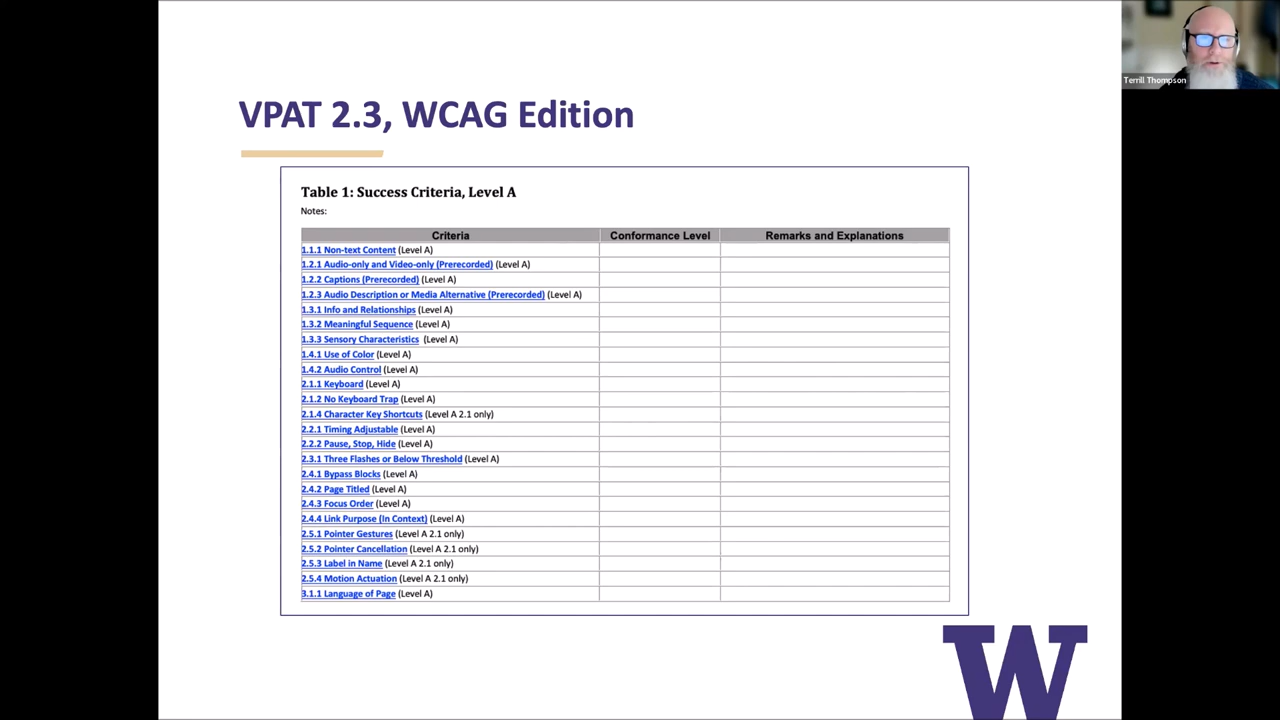 VPAT 2.3, WCAG Edition
Terrill Thompson
Table 1: Success Criteria, Level A
Notes:
Criteria Conformance Level Remarks and Explanations
1.1.1 Non-text Content (Level A)
1.2.1 Audio-only and Video-only (Prerecorded) (Level A)
1.2.2 Captions (Prerecorded) (Level A)
1.2.3 Audio Description or Media Alternative (Prerecorded) (Level A)
1.3.1 Info and Relationships (Level A)
1.3.2 Meaningful Sequence (Level A)
1.3.3 Sensory Characteristics (Level A)
1.4.1 Use of Color (Level A)
1.4.2 Audio Control (Level A)
2.1.1 Keyboard (Level A)
2.1.2 No Keyboard Trap (Level A)
2.1.4 Character Key Shortcuts (Level A 2.1 only)
2.2.1 Timing Adjustable (Level A)
2.2.2 Pause, Stop, Hide (Level A)
2.3.1 Three Flashes or Below Threshold (Level A)
2.4.1 Bypass Blocks (Level A)
2.4.2 Page Titled (Level A)
2.4.3 Focus Order (Level A)
2.4.4 Link Purpose (In Context) (Level A)
2.5.1 Pointer Gestures (Level A 2.1 only)
2.5.2 Pointer Cancellation (Level A 2.1 only)
2.5.3 Label in Name (Level A 2.1 only)
2.5.4 Motion Actuation (Level A 2.1 only)
3.1.1 Language of Page (Level A)
W